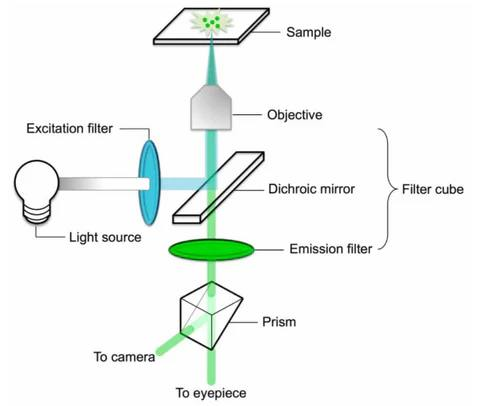 Sample
Objective
Excitation filter
Dichroic mirror
Filter cube
Light source
Emission filter
Prism
To camera
To eyepiece